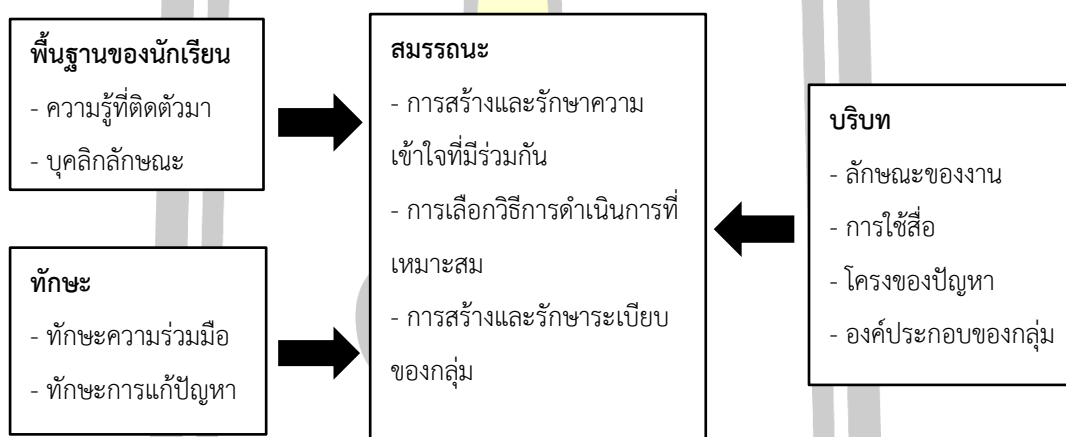 พื้นฐานของนักเรียน
- ความรู้ที่ติดตัวมา
- บุคลิกลักษณะ
ทักษะ
- ทักษะความร่วมมือ
- ทักษะการแก้ปัญหา
สมรรถนะ
- การสร้างและรักษาความ
เข้าใจที่มีร่วมกัน
- การเลือกวิธีการดำเนินการที่
เหมาะสม
- การสร้างและรักษาระเบียบ
ของกลุ่ม
บริบท
- ลักษณะของงาน
- การใช้สื่อ
- โครงของปัญหา
- องค์ประกอบของกลุ่ม